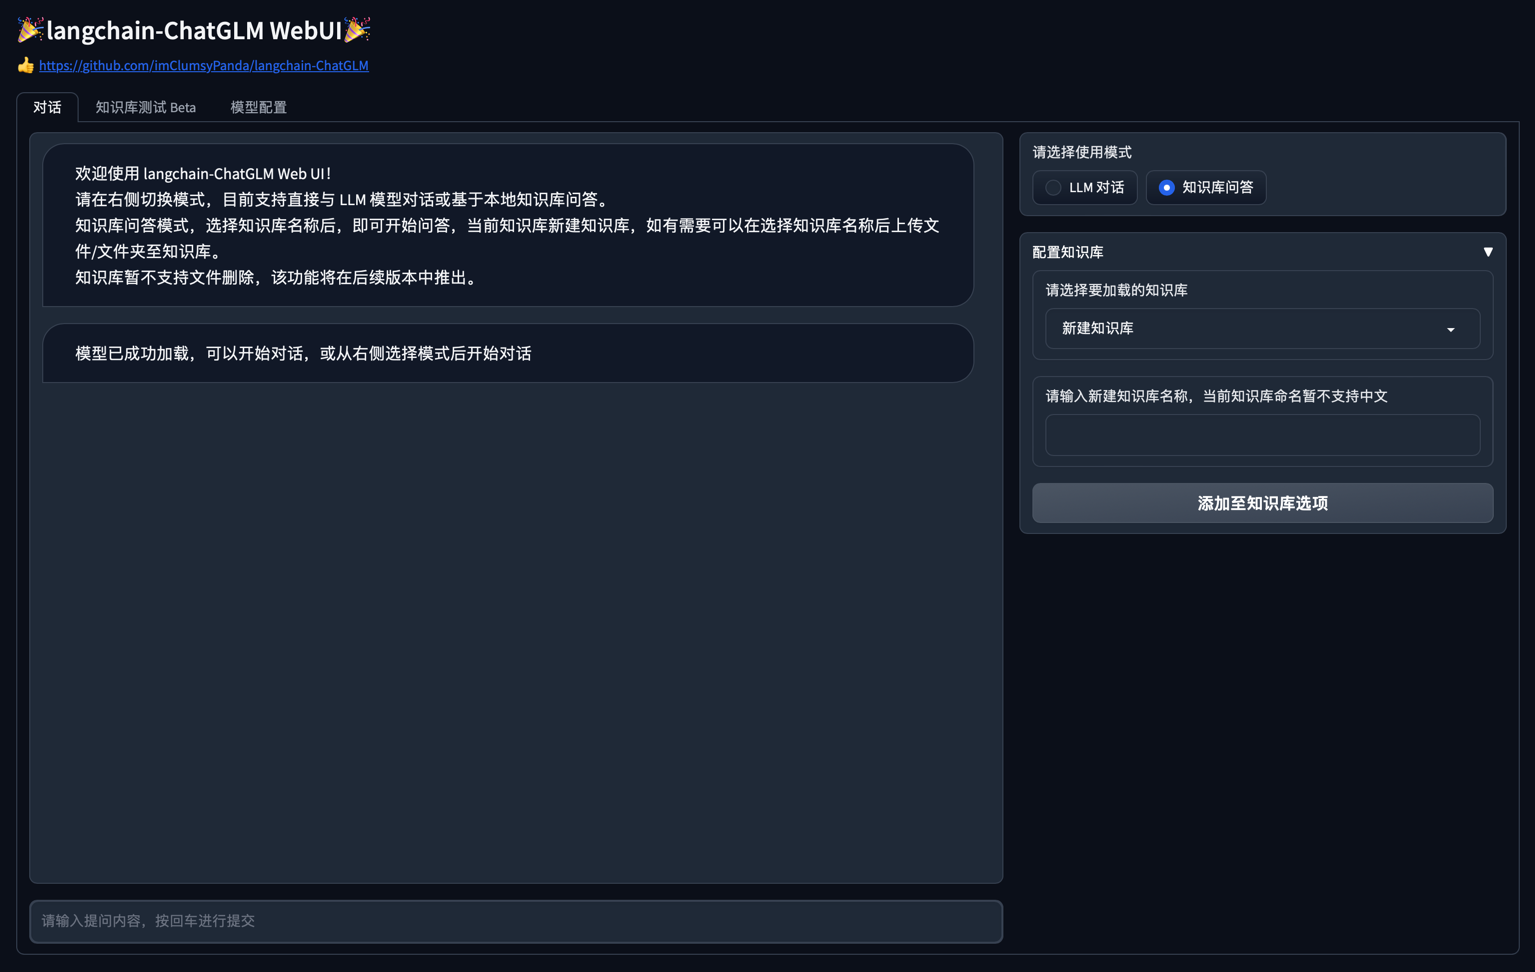 🎉langchain-ChatGLM WebUI🎉
👍 https://github.com/imClumsyPanda/langchain-ChatGLM
对话
知识库测试 Beta
模型配置
欢迎使用 langchain-ChatGLM Web UI！
请在右侧切换模式，目前支持直接与 LLM 模型对话或基于本地知识库问答。
知识库问答模式，选择知识库名称后，即可开始问答，当前知识库新建知识库，如有需要可以在选择知识库名称后上传文
件/文件夹至知识库。
知识库暂不支持文件删除，该功能将在后续版本中推出。
模型已成功加载，可以开始对话，或从右侧选择模式后开始对话
请输入提问内容，按回车进行提交
请选择使用模式
LLM 对话
知识库问答
配置知识库
请选择要加载的知识库
新建知识库
请输入新建知识库名称，当前知识库命名暂不支持中文
添加至知识库选项